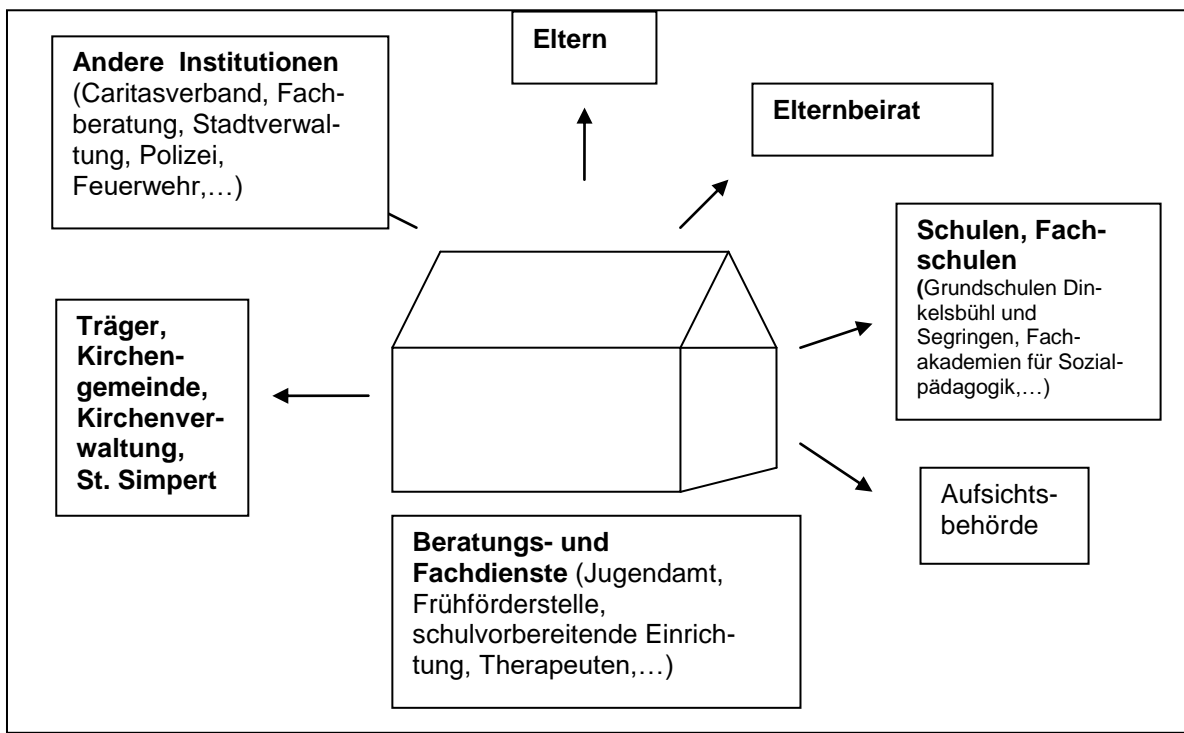 Eltern
Andere Institutionen
(Caritasverband, Fach-
beratung, Stadtverwal-
tung, Polizei,
Feuerwehr,…)
Elternbeirat
Schulen, Fach-
schulen
(Grundschulen Din-
kelsbühl und
Segringen, Fach-
akademien für Sozial-
pädagogik,…)
Träger,
Kirchen-
gemeinde,
Kirchenver-
waltung,
St. Simpert
Aufsichts-
behörde
Beratungs- und
Fachdienste (Jugendamt,
Frühförderstelle,
schulvorbereitende Einrich-
tung, Therapeuten,…)